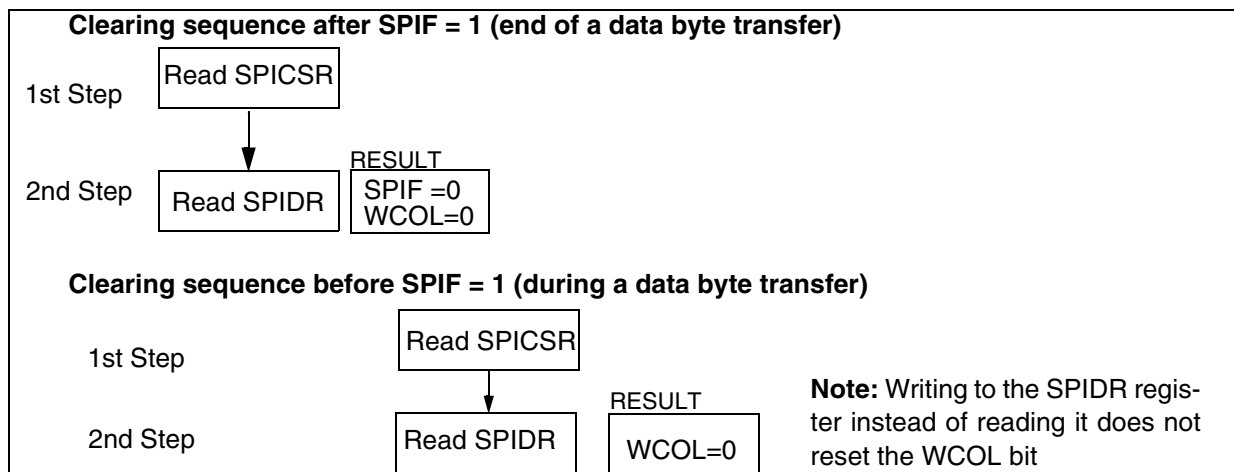 Clearing sequence after SPIF = 1 (end of a data byte transfer)
1st Step
Read SPICSR
2nd Step
Read SPIDR
RESULT
SPIF =0
WCOL=0
Clearing sequence before SPIF = 1 (during a data byte transfer)
1st Step
Read SPICSR
2nd Step
Read SPIDR
RESULT
WCOL=0
Note: Writing to the SPIDR regis-
ter instead of reading it does not
reset the WCOL bit